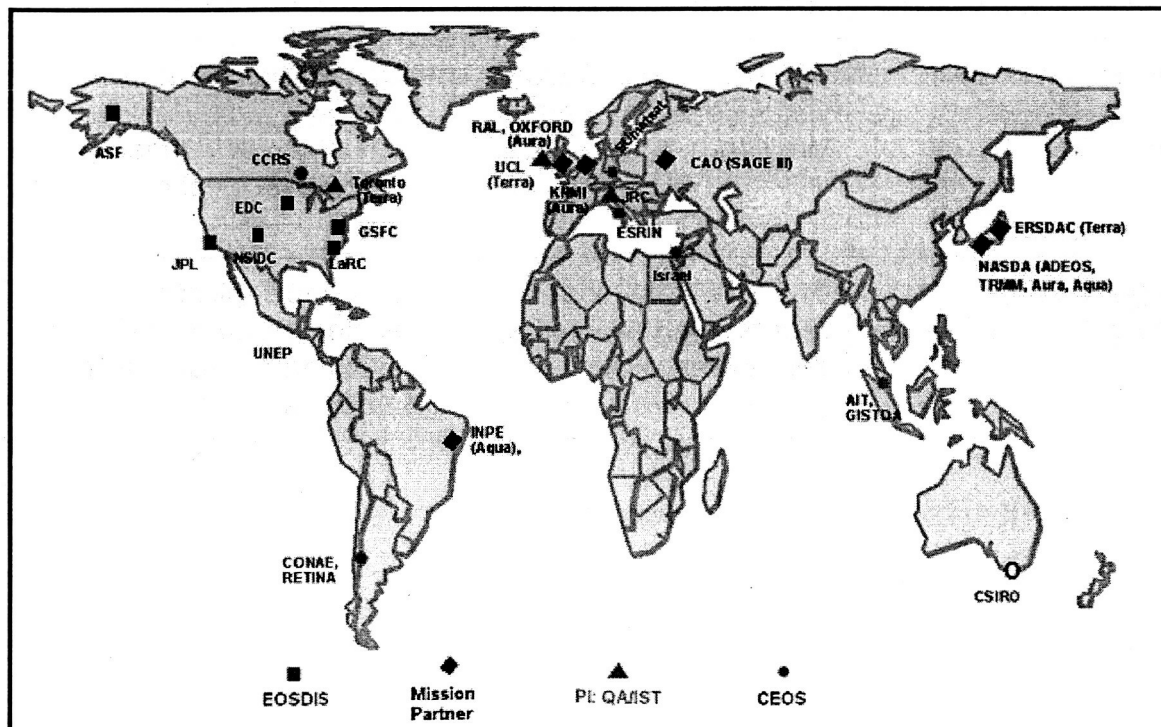 RAL, OXFORD
(Aura)
ASF
CCRS
UCL
(Terra)
CAO (SAGE III)
Toronto
(Terra)
KNMI
(Aura)
JRC
EDC
GSFC
ESRIN
ERSDAC (Terra)
JPL
NSIDC
LaRC
Israel
NASDA (ADEOS,
TRMM, Aura, Aqua)
UNEP
AIT,
GISTDA
INPE
(Aqua),
CONAE,
RETINA
CSIRO
EOSDIS
Mission
Partner
PI: QA/IST
CEOS